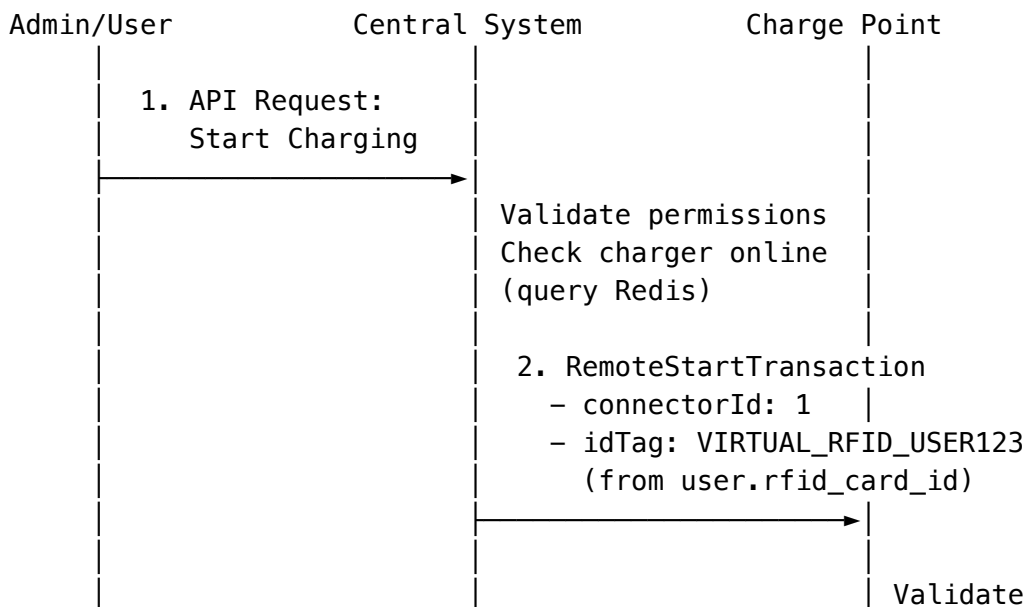 Admin/User Central System Charge Point
1. API Request:
Start Charging
Validate permissions
Check charger online
(query Redis)
2. RemoteStartTransaction
– connectorId: 1
– idTag: VIRTUAL_RFID_USER123
(from user.rfid_card_id)
Validate